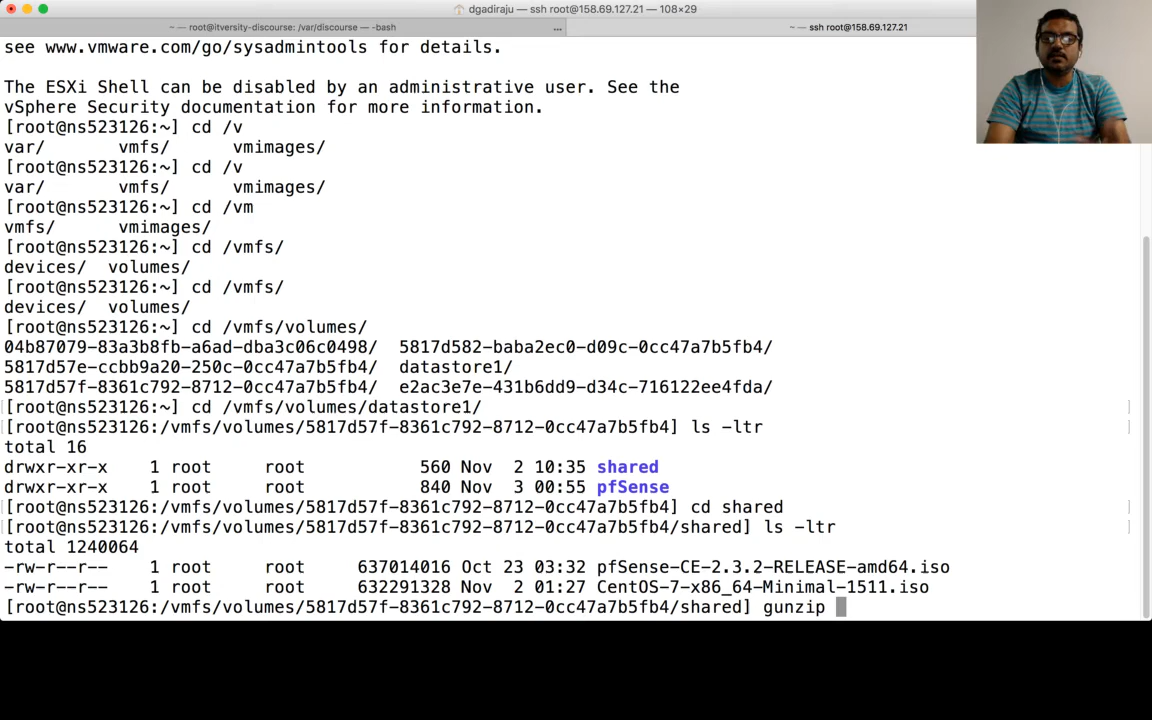 dgadiraju — ssh root@158.69.127.21 — 108×29
~ — root@itversity-discourse: /var/discourse — -bash ... ~ — ssh root@158.69.127.21
see www.vmware.com/go/sysadmintools for details.
The ESXi Shell can be disabled by an administrative user. See the
vSphere Security documentation for more information.
[root@ns523126:~] cd /v
var/ vmfs/ vmimages/
[root@ns523126:~] cd /v
var/ vmfs/ vmimages/
[root@ns523126:~] cd /vm
vmfs/ vmimages/
[root@ns523126:~] cd /vmfs/
devices/ volumes/
[root@ns523126:~] cd /vmfs/
devices/ volumes/
[root@ns523126:~] cd /vmfs/volumes/
04b87079-83a3b8fb-a6ad-dba3c06c0498/ 5817d582-baba2ec0-d09c-0cc47a7b5fb4/
5817d57e-ccbb9a20-250c-0cc47a7b5fb4/ datastore1/
5817d57f-8361c792-8712-0cc47a7b5fb4/ e2ac3e7e-431b6dd9-d34c-716122ee4fda/
[root@ns523126:~] cd /vmfs/volumes/datastore1/
[root@ns523126:/vmfs/volumes/5817d57f-8361c792-8712-0cc47a7b5fb4] ls -ltr
total 16
drwxr-xr-x 1 root root 560 Nov 2 10:35 shared
drwxr-xr-x 1 root root 840 Nov 3 00:55 pfSense
[root@ns523126:/vmfs/volumes/5817d57f-8361c792-8712-0cc47a7b5fb4] cd shared
[root@ns523126:/vmfs/volumes/5817d57f-8361c792-8712-0cc47a7b5fb4/shared] ls -ltr
total 1240064
-rw-r--r-- 1 root root 637014016 Oct 23 03:32 pfSense-CE-2.3.2-RELEASE-amd64.iso
-rw-r--r-- 1 root root 632291328 Nov 2 01:27 CentOS-7-x86_64-Minimal-1511.iso
[root@ns523126:/vmfs/volumes/5817d57f-8361c792-8712-0cc47a7b5fb4/shared] gunzip